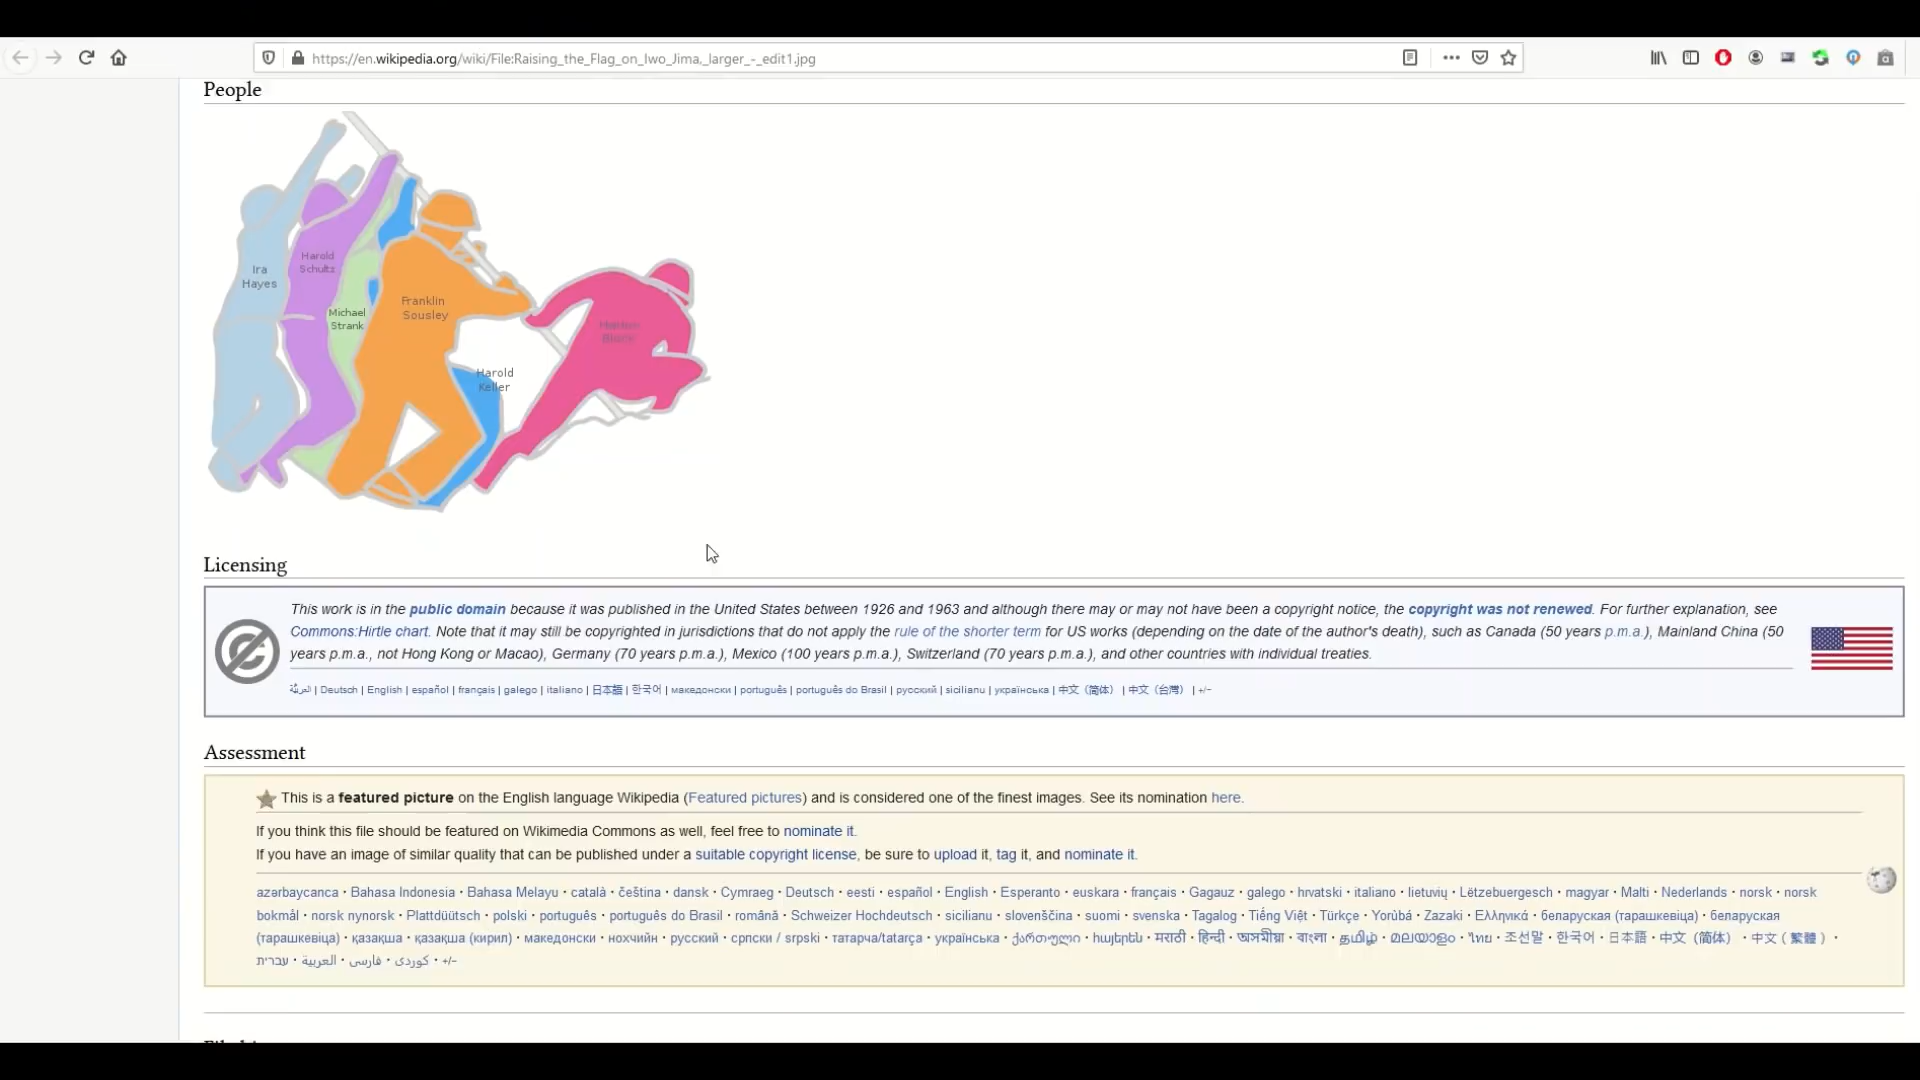 https://en.wikipedia.org/wiki/File:Raising_the_Flag_on_Iwo_Jima,_larger_-_edit1.jpg
People
Ira
Hayes
Harold
Schultz
Michael
Strank
Franklin
Sousley
Harold
Keller
Licensing
This work is in the public domain because it was published in the United States between 1926 and 1963 and although there may or may not have been a copyright notice, the copyright was not renewed. For further explanation, see
Commons:Hirtle chart. Note that it may still be copyrighted in jurisdictions that do not apply the rule of the shorter term for US works (depending on the date of the author's death), such as Canada (50 years p.m.a.), Mainland China (50
years p.m.a., not Hong Kong or Macao), Germany (70 years p.m.a.), Mexico (100 years p.m.a.), Switzerland (70 years p.m.a.), and other countries with individual treaties.
العربيّة | Deutsch | English | español | français | galego | italiano | 日本語 | 한국어 | македонски | português | português do Brasil | русский | sicilianu | українська | 中文（简体） | 中文（台灣） | +/−
Assessment
This is a featured picture on the English language Wikipedia (Featured pictures) and is considered one of the finest images. See its nomination here.
If you think this file should be featured on Wikimedia Commons as well, feel free to nominate it.
If you have an image of similar quality that can be published under a suitable copyright license, be sure to upload it, tag it, and nominate it.
azərbaycanca · Bahasa Indonesia · Bahasa Melayu · català · čeština · dansk · Cymraeg · Deutsch · eesti · español · English · Esperanto · euskara · français · Gagauz · galego · hrvatski · italiano · lietuvių · Lëtzebuergesch · magyar · Malti · Nederlands · norsk · norsk
bokmål · norsk nynorsk · Plattdüütsch · polski · português · português do Brasil · română · Schweizer Hochdeutsch · sicilianu · slovenščina · suomi · svenska · Tagalog · Tiếng Việt · Türkçe · Yorùbá · Zazaki · Ελληνικά · беларуская (тарашкевіца) · беларуская
(тарашкевіца) · қазақша · қазақша (кирил) · македонски · нохчийн · русский · српски / srpski · татарча/tatarça · українська · ქართული · հայերեն · मराठी · हिन्दी · অসমীয়া · বাংলা · தமிழ் · മലയാളം · ไทย · 조선말 · 한국어 · 日本語 · 中文（简体） · 中文（繁體） ·
עברית · العربية · فارسی · کوردی · +/−